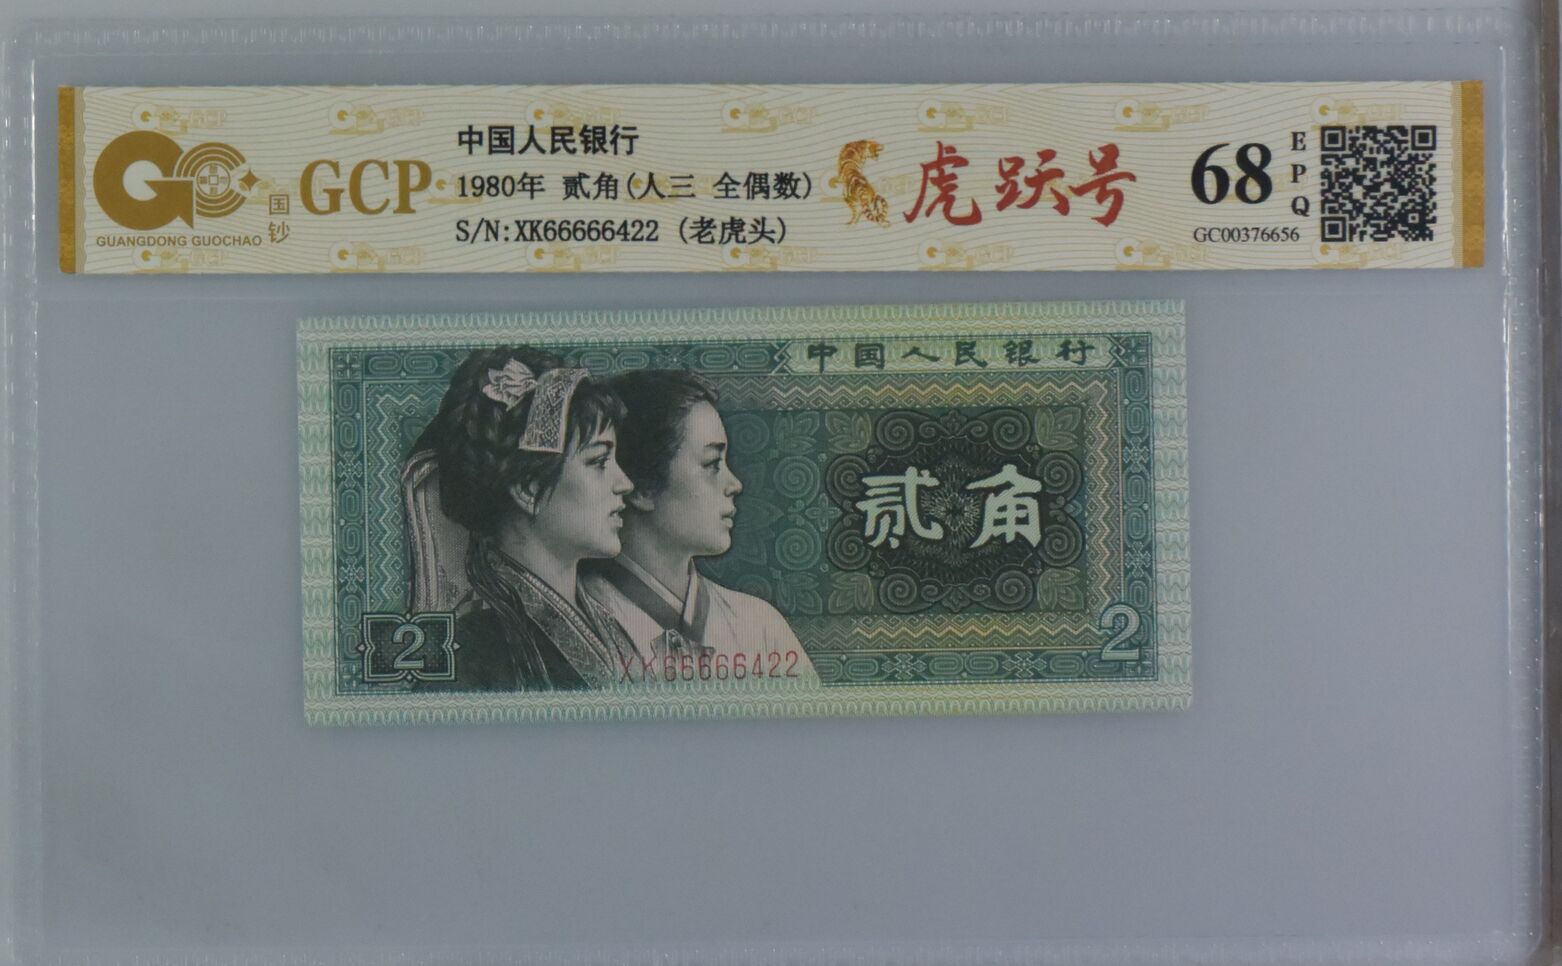 国钞
GUANGDONG GUOCHAO
GCP
中国人民银行
1980年 贰角(人三 全偶数)
S/N:XK66666422 (老虎头)
虎跃号
68
EPQ
GC00376656
中国人民银行
贰角
2
2
XK66666422